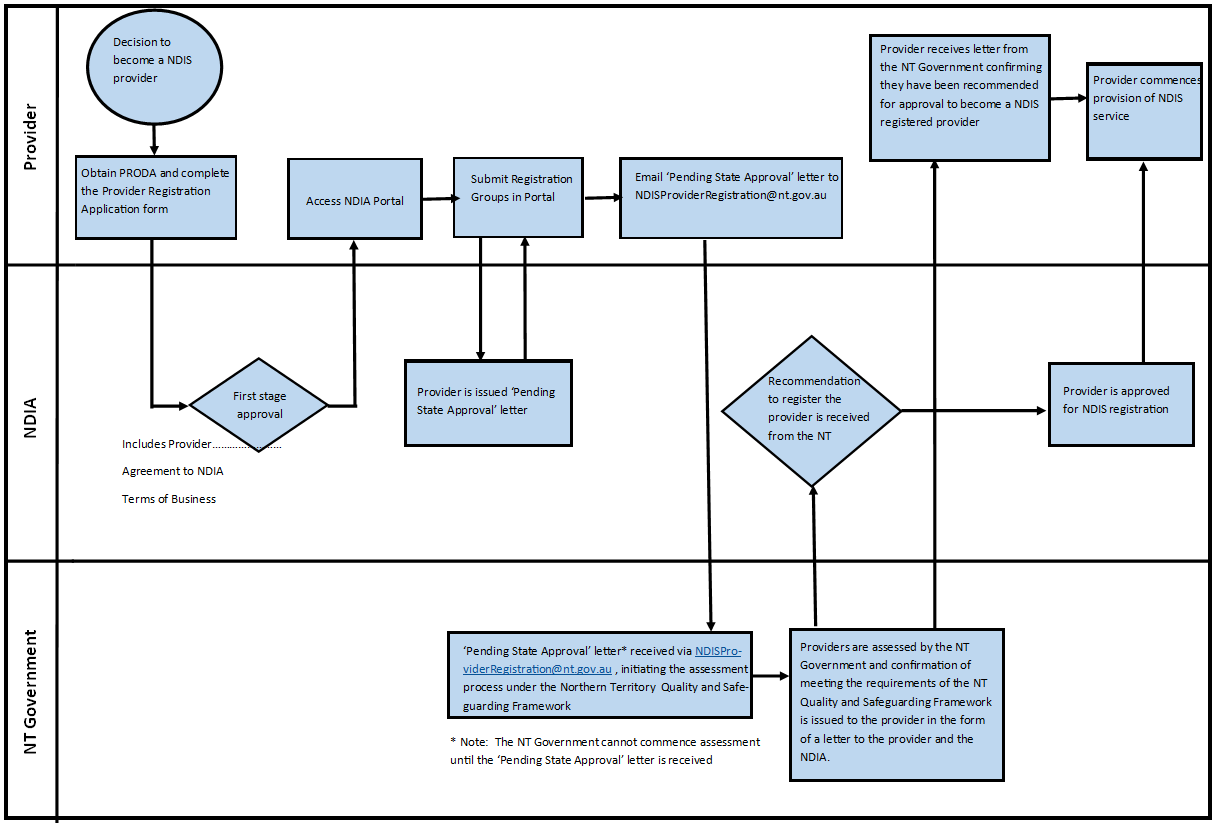 Provider
Decision to
become a NDIS
provider
Obtain PRODA and complete
the Provider Registration
Application form
Access NDIA Portal
Submit Registration
Groups in Portal
Email ‘Pending State Approval’ letter to
NDISProviderRegistration@nt.gov.au
Provider receives letter from
the NT Government confirming
they have been recommended
for approval to become a NDIS
registered provider
Provider commences
provision of NDIS
service
NDIA
First stage
approval
Includes Provider........................
Agreement to NDIA
Terms of Business
Provider is issued ‘Pending
State Approval’ letter
Recommendation
to register the
provider is received
from the NT
Provider is approved
for NDIS registration
NT Government
‘Pending State Approval’ letter* received via NDISPro-
viderRegistration@nt.gov.au , initiating the assessment
process under the Northern Territory Quality and Safe-
guarding Framework
* Note: The NT Government cannot commence assessment
until the ‘Pending State Approval’ letter is received
Providers are assessed by the NT
Government and confirmation of
meeting the requirements of the NT
Quality and Safeguarding Framework
is issued to the provider in the form
of a letter to the provider and the
NDIA.